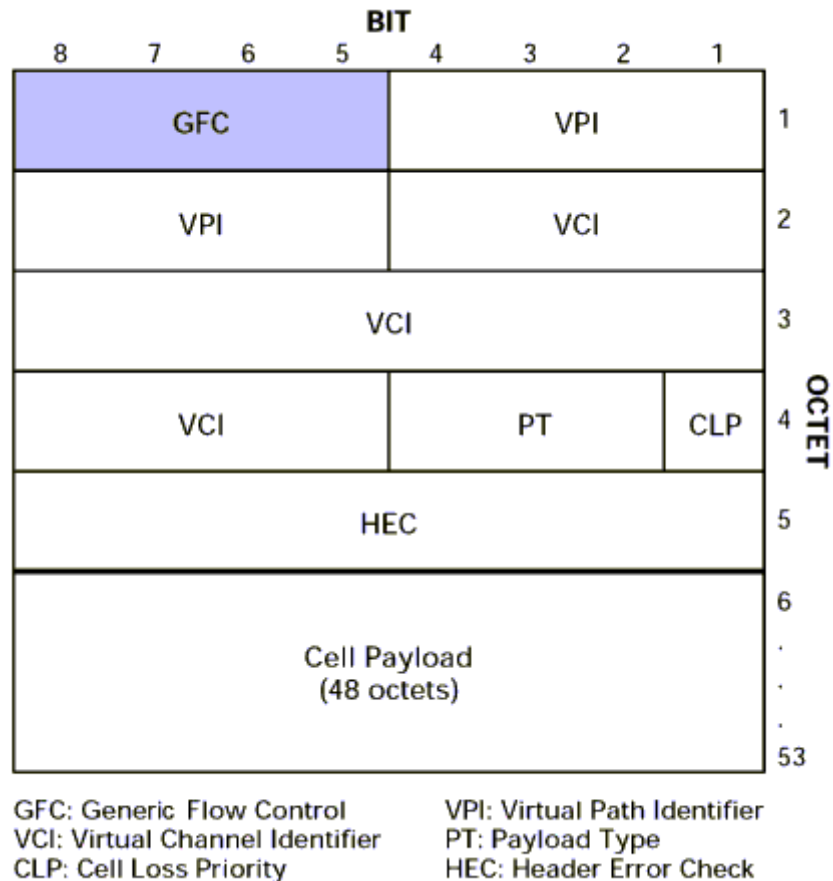 BIT
8 7 6 5 4 3 2 1
GFC VPI 1
VPI VCI 2
VCI 3
VCI PT CLP 4
OCTET
HEC 5
6
.
Cell Payload
(48 octets)
.
.
53
GFC: Generic Flow Control VPI: Virtual Path Identifier
VCI: Virtual Channel Identifier PT: Payload Type
CLP: Cell Loss Priority HEC: Header Error Check